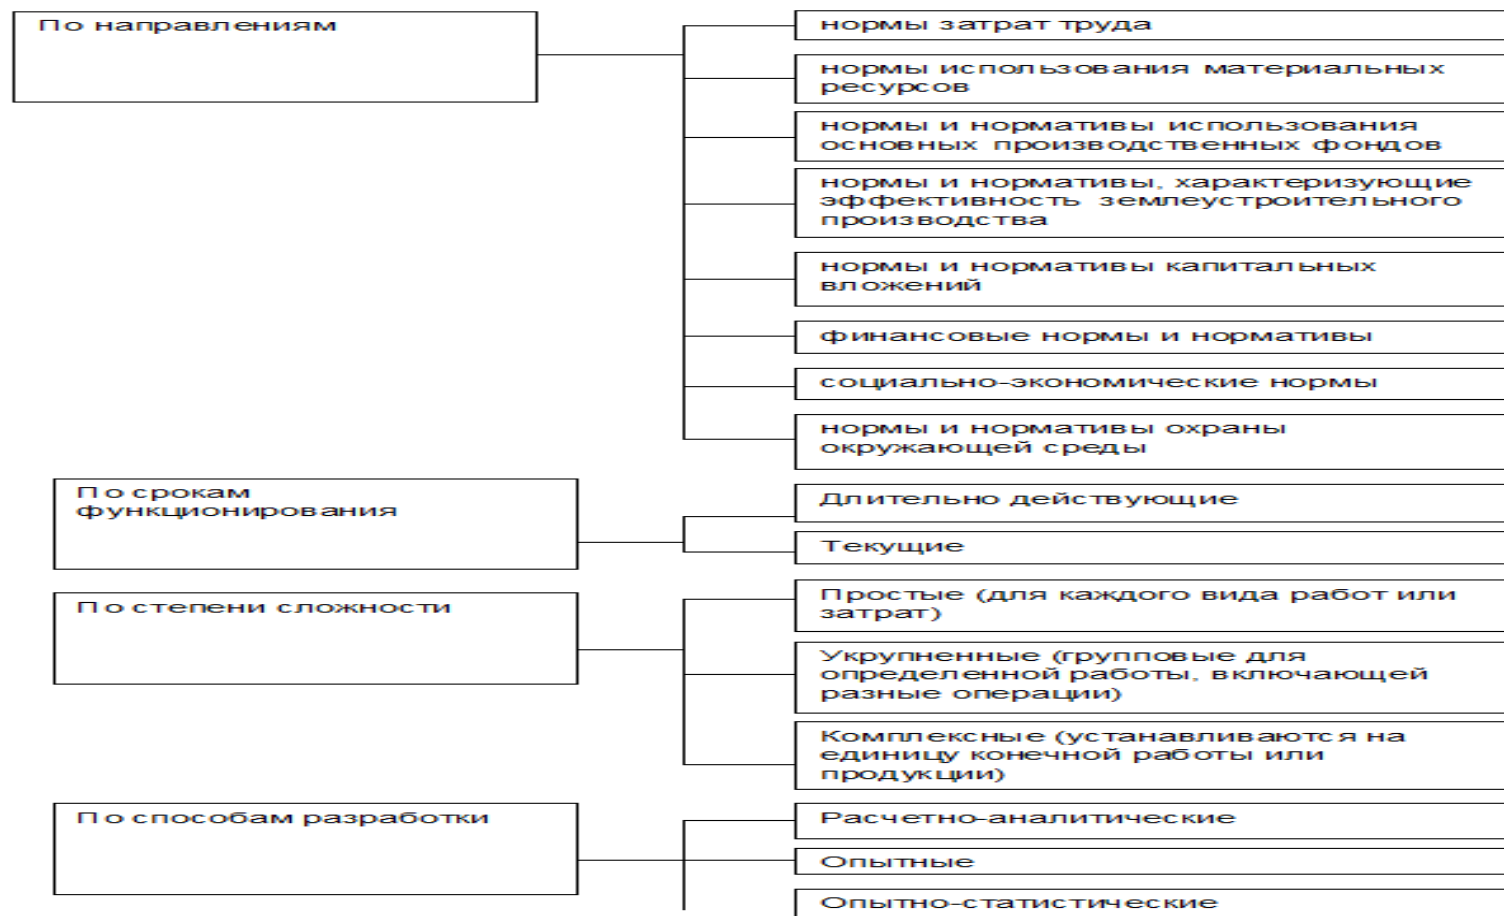 По направлениям
нормы затрат труда
нормы использования материальных
ресурсов
нормы и нормативы использования
основных производственных фондов
нормы и нормативы, характеризующие
эффективность землеустроительного
производства
нормы и нормативы капитальных
вложений
финансовые нормы и нормативы
социально-экономические нормы
нормы и нормативы охраны
окружающей среды
По срокам
функционирования
Длительно действующие
Текущие
По степени сложности
Простые (для каждого вида работ или
затрат)
Укрупненные (групповые для
определенной работы, включающей
разные операции)
Комплексные (устанавливаются на
единицу конечной работы или
продукции)
По способам разработки
Расчетно-аналитические
Опытные
Опытно-статистические